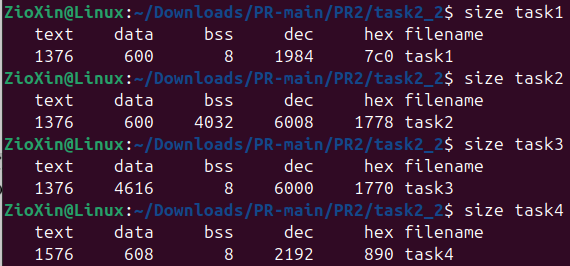 ZioXin@Linux:~/Downloads/PR-main/PR2/task2_2$ size task1
text data bss dec hex filename
1376 600 8 1984 7c0 task1
ZioXin@Linux:~/Downloads/PR-main/PR2/task2_2$ size task2
text data bss dec hex filename
1376 600 4032 6008 1778 task2
ZioXin@Linux:~/Downloads/PR-main/PR2/task2_2$ size task3
text data bss dec hex filename
1376 4616 8 6000 1770 task3
ZioXin@Linux:~/Downloads/PR-main/PR2/task2_2$ size task4
text data bss dec hex filename
1576 608 8 2192 890 task4